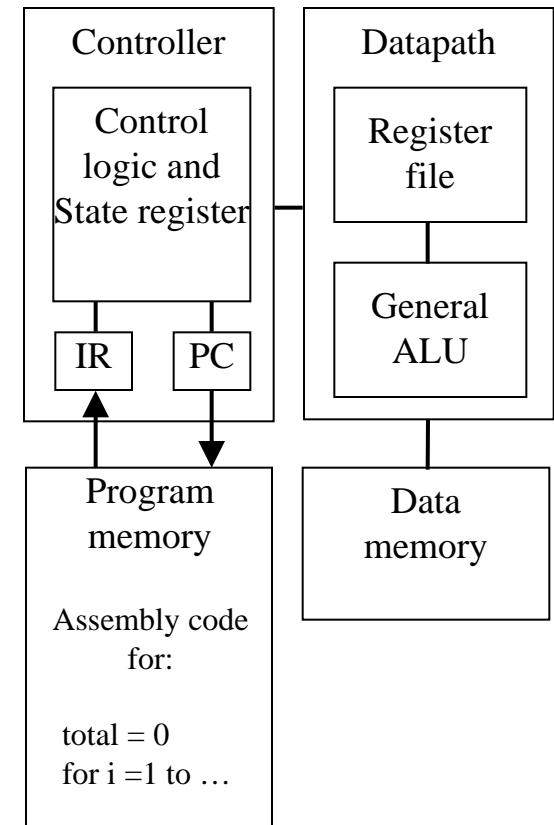 Controller
Control
logic and
State register
IR
PC
Datapath
Register
file
General
ALU
Program
memory
Assembly code
for:
total = 0
for i =1 to …
Data
memory